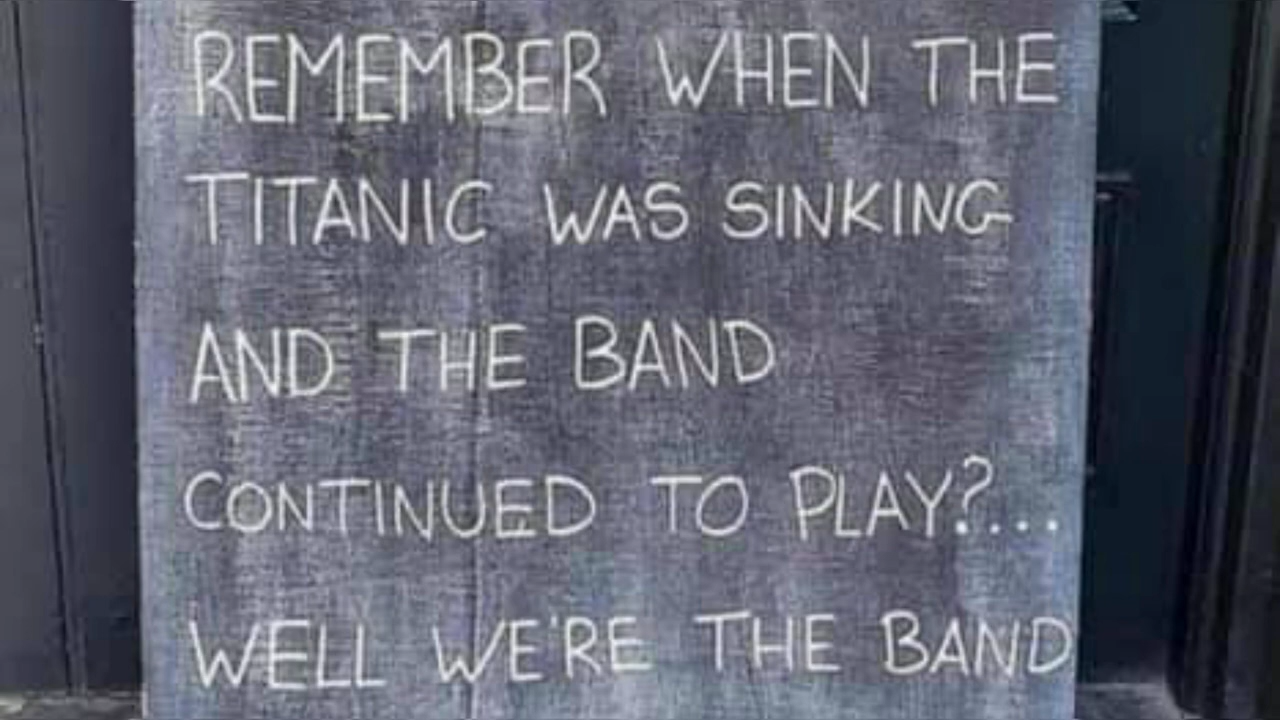 REMEMBER WHEN THE
TITANIC WAS SINKING
AND THE BAND
CONTINUED TO PLAY?...
WELL WE'RE THE BAND